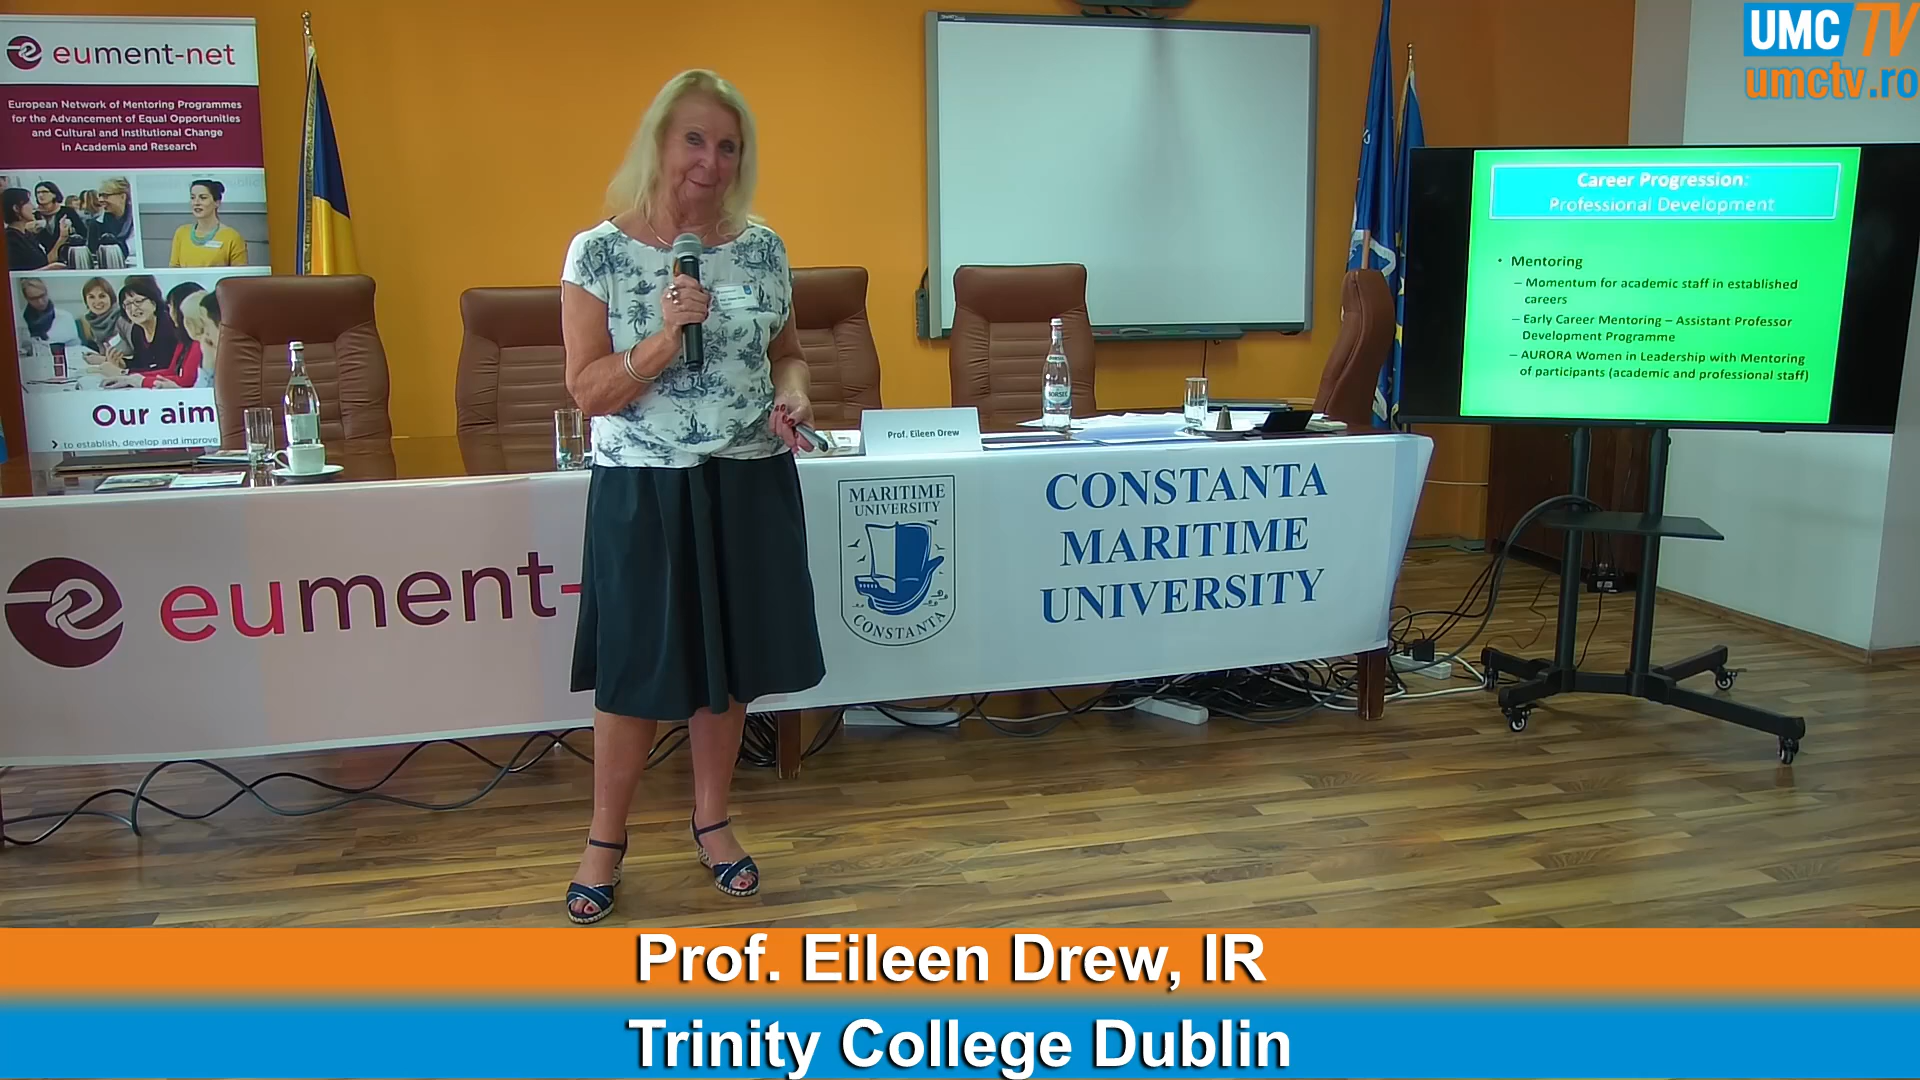 eument-net
European Network of Mentoring Programmes
for the Advancement of Equal Opportunities
and Cultural and Institutional Change
in Academia and Research
Our aim
to establish, develop and improve
UMC TV
umctv.ro
Career Progression:
Professional Development
• Mentoring
– Momentum for academic staff in established
careers
– Early Career Mentoring – Assistant Professor
Development Programme
– AURORA Women in Leadership with Mentoring
of participants (academic and professional staff)
Prof. Eileen Drew
BORSEC
eument-
MARITIME
UNIVERSITY
CONSTANTA
CONSTANTA
MARITIME
UNIVERSITY
Prof. Eileen Drew, IR
Trinity College Dublin